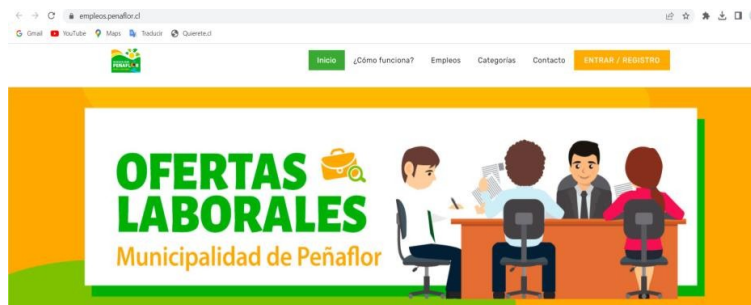 empleos.penaflor.cl
Gmail YouTube Maps Traducir Quierete.cl
PEÑAFLOR Inicio ¿Cómo funciona? Empleos Categorías Contacto ENTRAR / REGISTRO
OFERTAS
LABORALES
Municipalidad de Peñaflor